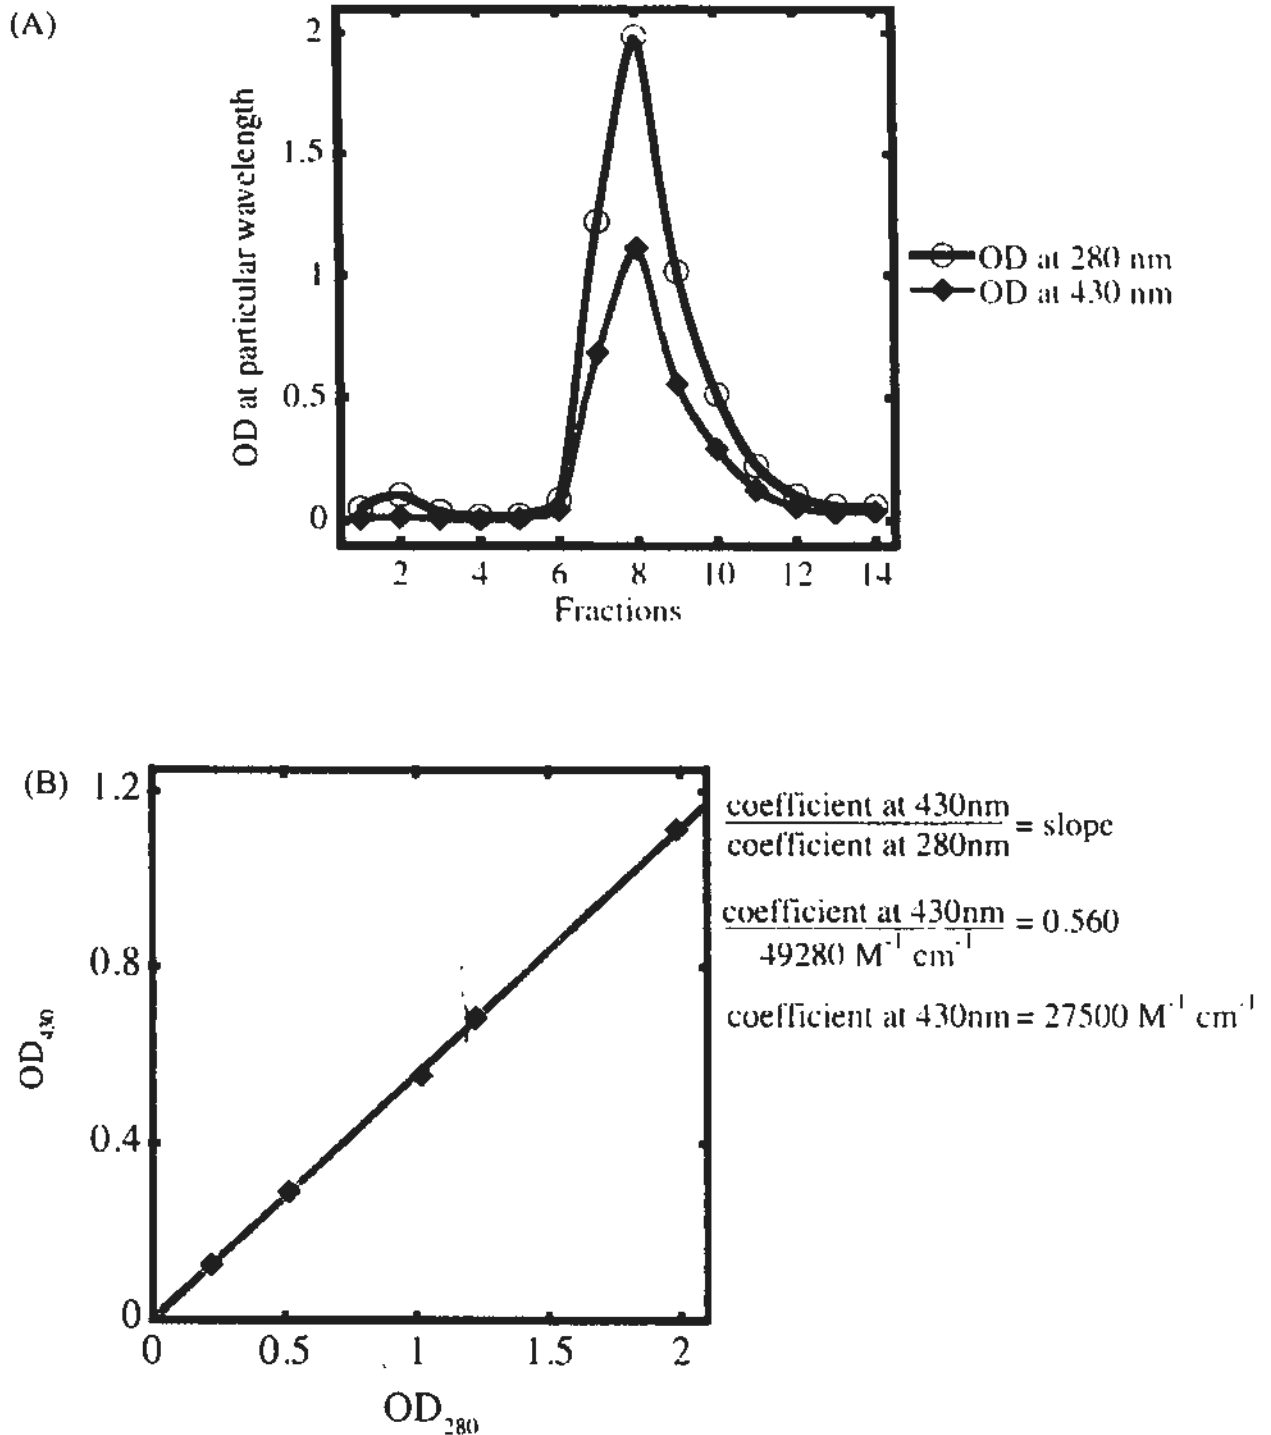 (A)
2
1.5
1
0.5
0
OD at particular wavelength
2 4 6 8 10 12 14
Fractions
OD at 280 nm
OD at 430 nm
(B)
1.2
0.8
0.4
0
OD430
0 0.5 1 1.5 2
OD280
coefficient at 430nm
coefficient at 280nm
= slope
coefficient at 430nm
49280 M-1 cm-1
= 0.560
coefficient at 430nm = 27500 M-1 cm-1